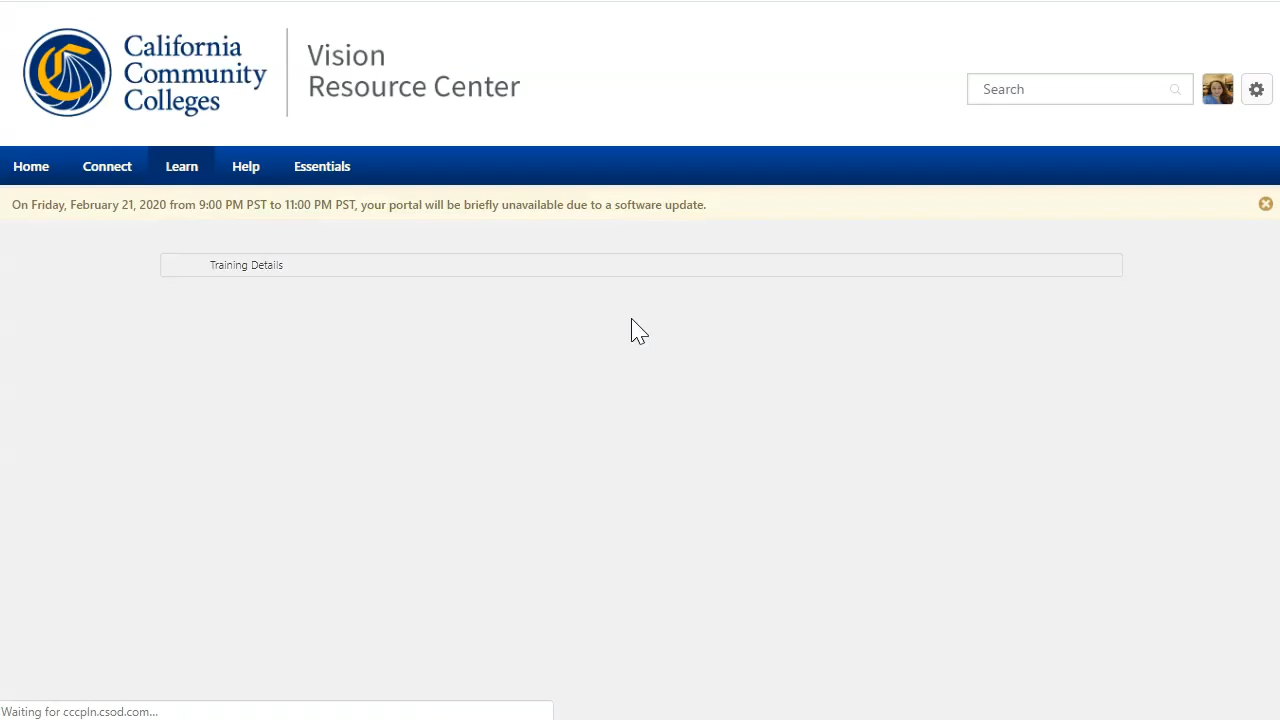 California
Community
Colleges
Vision
Resource Center
Search
Home Connect Learn Help Essentials
On Friday, February 21, 2020 from 9:00 PM PST to 11:00 PM PST, your portal will be briefly unavailable due to a software update.
Training Details
Waiting for cccpln.csod.com...